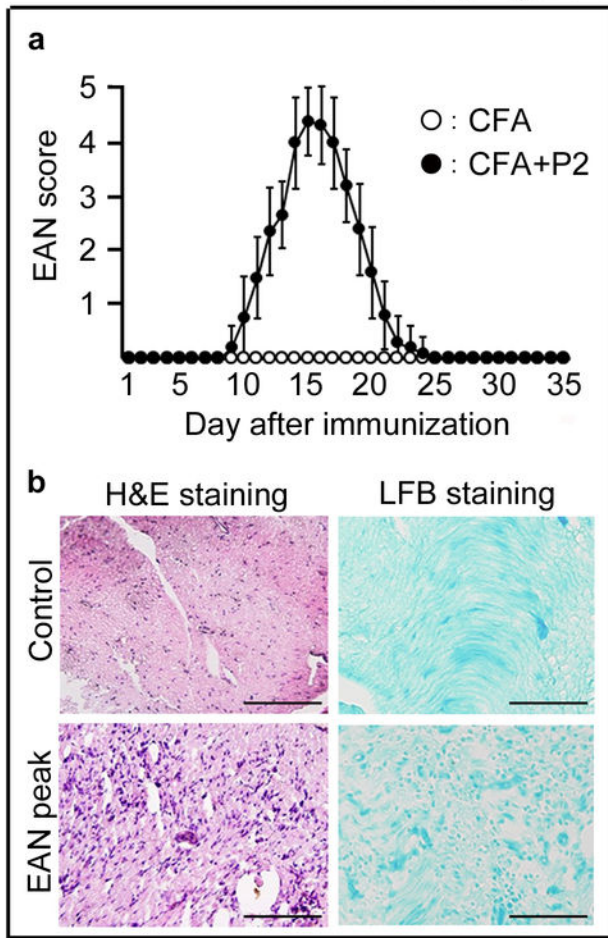 a
5
4
3
2
1
EAN score
○ : CFA
● : CFA+P2
1 5 10 15 20 25 30 35
Day after immunization
b
H&E staining LFB staining
Control
EAN peak